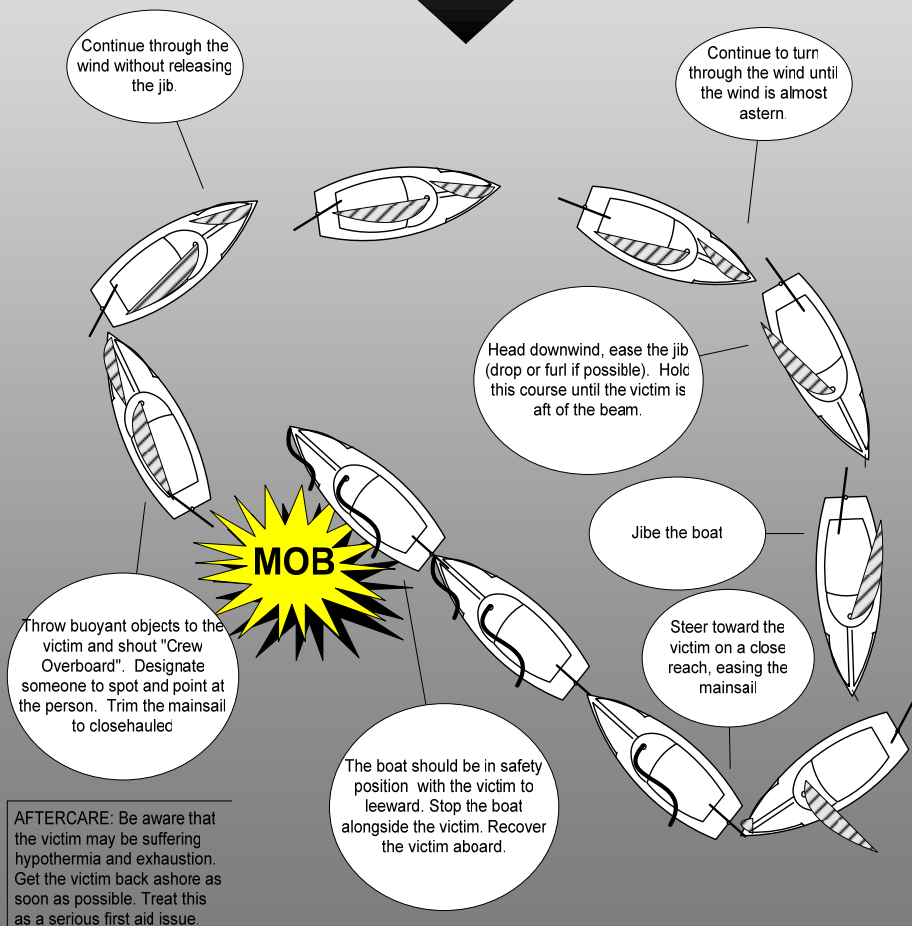 Continue through the
wind without releasing
the jib.
Continue to turn
through the wind until
the wind is almost
astern.
Head downwind, ease the jib
(drop or furl if possible). Hold
this course until the victim is
aft of the beam.
Jibe the boat
MOB
Throw buoyant objects to the
victim and shout "Crew
Overboard". Designate
someone to spot and point at
the person. Trim the mainsail
to closehauled
Steer toward the
victim on a close
reach, easing the
mainsail
The boat should be in safety
position with the victim to
leeward. Stop the boat
alongside the victim. Recover
the victim aboard.
AFTERCARE: Be aware that
the victim may be suffering
hypothermia and exhaustion.
Get the victim back ashore as
soon as possible. Treat this
as a serious first aid issue.